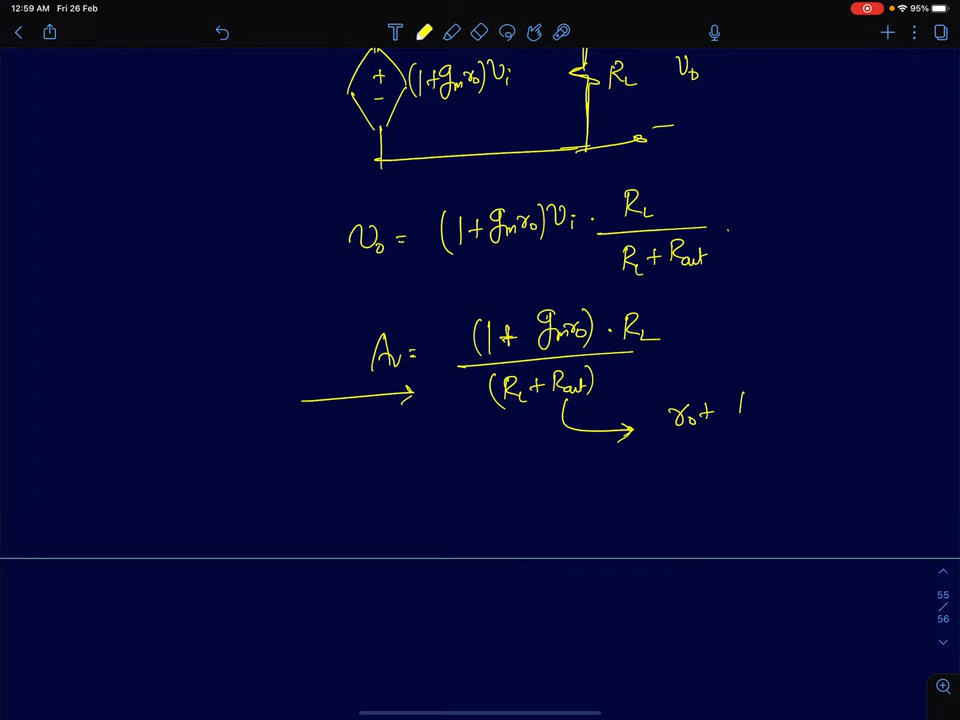 12:59 AM Fri 26 Feb
95%
+
-
(1+gmro)Vi
RL
Vo
-
Vo = (1+gmro)Vi · RL / (RL + Rout)
Av = (1 + gmro) · RL / (RL + Rout)
ro +
55
/
56